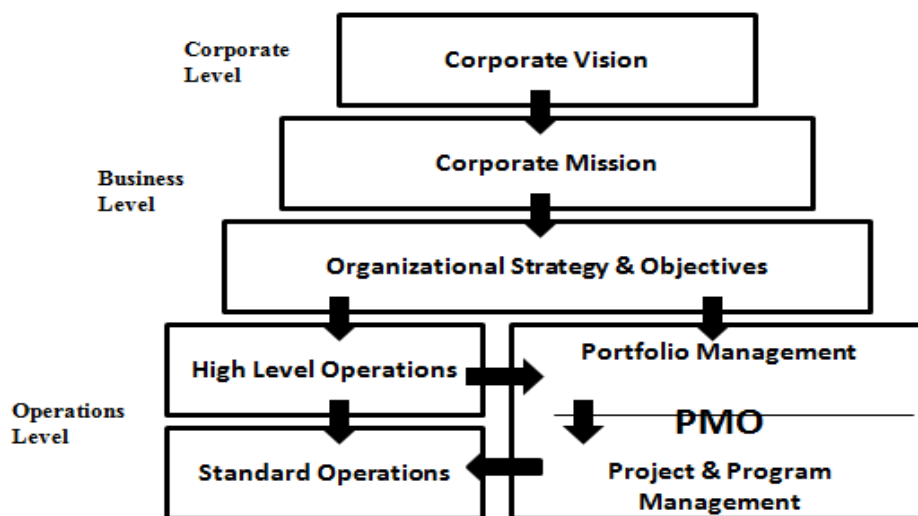 Corporate
Level
Corporate Vision
Corporate Mission
Business
Level
Organizational Strategy & Objectives
High Level Operations
Portfolio Management
Operations
Level
PMO
Standard Operations
Project & Program
Management